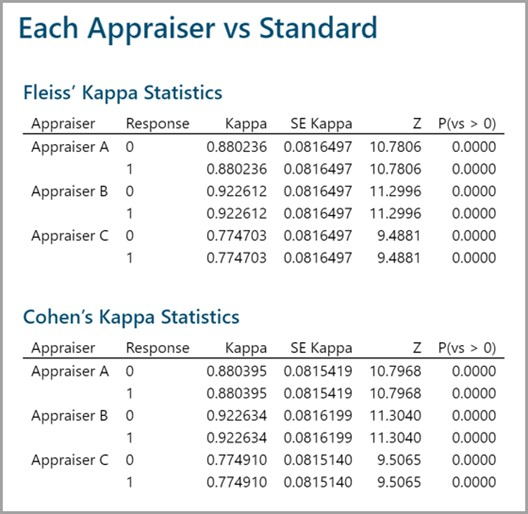 Each Appraiser vs Standard
Fleiss’ Kappa Statistics
Appraiser Response Kappa SE Kappa Z P(vs > 0)
Appraiser A 0 0.880236 0.0816497 10.7806 0.0000
1 0.880236 0.0816497 10.7806 0.0000
Appraiser B 0 0.922612 0.0816497 11.2996 0.0000
1 0.922612 0.0816497 11.2996 0.0000
Appraiser C 0 0.774703 0.0816497 9.4881 0.0000
1 0.774703 0.0816497 9.4881 0.0000
Cohen’s Kappa Statistics
Appraiser Response Kappa SE Kappa Z P(vs > 0)
Appraiser A 0 0.880395 0.0815419 10.7968 0.0000
1 0.880395 0.0815419 10.7968 0.0000
Appraiser B 0 0.922634 0.0816199 11.3040 0.0000
1 0.922634 0.0816199 11.3040 0.0000
Appraiser C 0 0.774910 0.0815140 9.5065 0.0000
1 0.774910 0.0815140 9.5065 0.0000